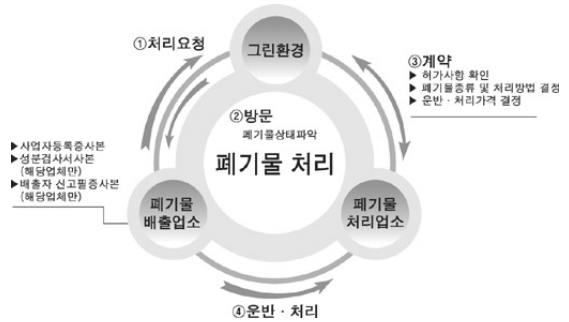 ①처리요청
그린환경
③계약
▶ 허가사항 확인
▶ 폐기물종류 및 처리방법 결정
▶ 운반 · 처리가격 결정
②방문
폐기물상태파악
폐기물 처리
▶사업자등록증사본
▶성분검사서사본
(해당업체만)
▶배출자 신고필증사본
(해당업체만)
폐기물
배출업소
폐기물
처리업소
④운반 · 처리